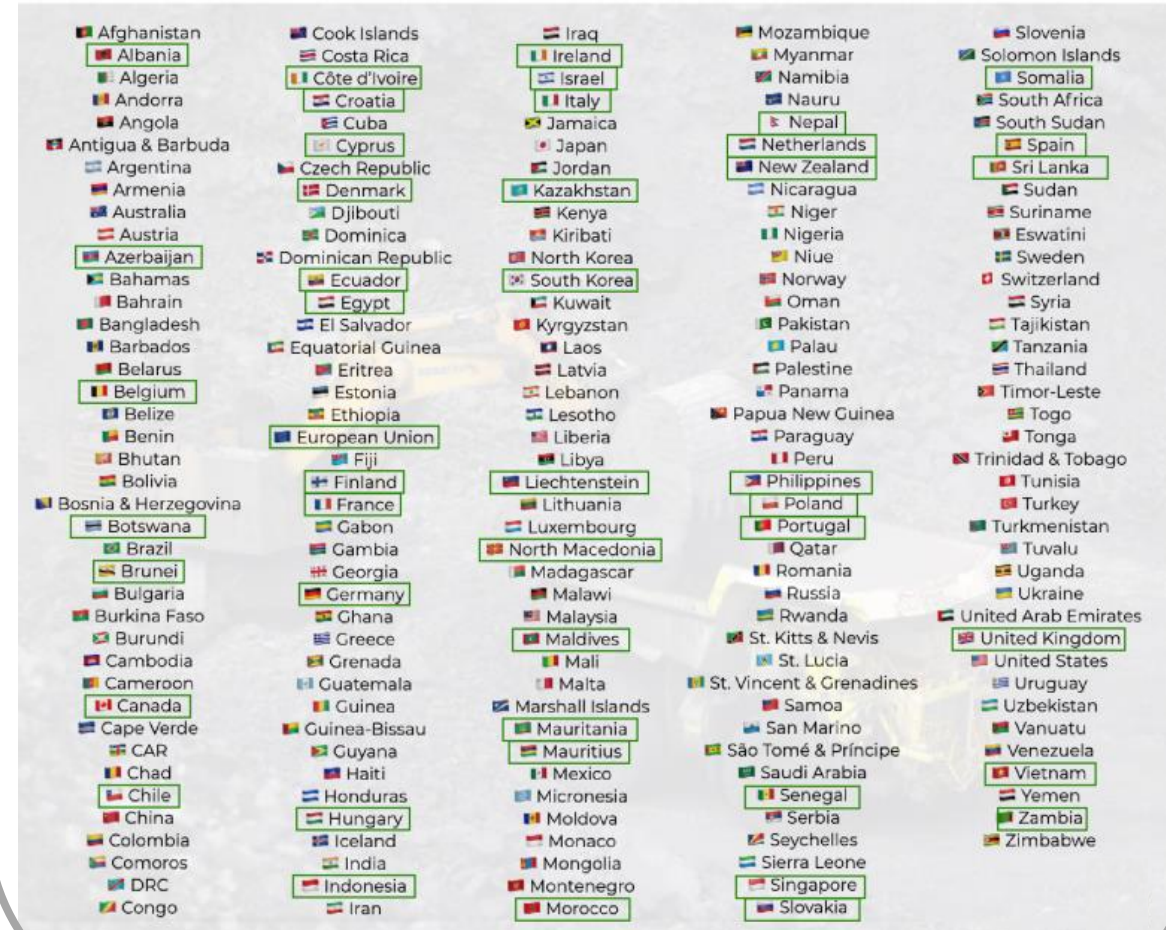 Afghanistan
Albania
Algeria
Andorra
Angola
Antigua & Barbuda
Argentina
Armenia
Australia
Austria
Azerbaijan
Bahamas
Bahrain
Bangladesh
Barbados
Belarus
Belgium
Belize
Benin
Bhutan
Bolivia
Bosnia & Herzegovina
Botswana
Brazil
Brunei
Bulgaria
Burkina Faso
Burundi
Cambodia
Cameroon
Canada
Cape Verde
CAR
Chad
Chile
China
Colombia
Comoros
DRC
Congo
Cook Islands
Costa Rica
Côte d'Ivoire
Croatia
Cuba
Cyprus
Czech Republic
Denmark
Djibouti
Dominica
Dominican Republic
Ecuador
Egypt
El Salvador
Equatorial Guinea
Eritrea
Estonia
Ethiopia
European Union
Fiji
Finland
France
Gabon
Gambia
Georgia
Germany
Ghana
Greece
Grenada
Guatemala
Guinea
Guinea-Bissau
Guyana
Haiti
Honduras
Hungary
Iceland
India
Indonesia
Iran
Iraq
Ireland
Israel
Italy
Jamaica
Japan
Jordan
Kazakhstan
Kenya
Kiribati
North Korea
South Korea
Kuwait
Kyrgyzstan
Laos
Latvia
Lebanon
Lesotho
Liberia
Libya
Liechtenstein
Lithuania
Luxembourg
North Macedonia
Madagascar
Malawi
Malaysia
Maldives
Mali
Malta
Marshall Islands
Mauritania
Mauritius
Mexico
Micronesia
Moldova
Monaco
Mongolia
Montenegro
Morocco
Mozambique
Myanmar
Namibia
Nauru
Nepal
Netherlands
New Zealand
Nicaragua
Niger
Nigeria
Niue
Norway
Oman
Pakistan
Palau
Palestine
Panama
Papua New Guinea
Paraguay
Peru
Philippines
Poland
Portugal
Qatar
Romania
Russia
Rwanda
St. Kitts & Nevis
St. Lucia
St. Vincent & Grenadines
Samoa
San Marino
São Tomé & Príncipe
Saudi Arabia
Senegal
Serbia
Seychelles
Sierra Leone
Singapore
Slovakia
Slovenia
Solomon Islands
Somalia
South Africa
South Sudan
Spain
Sri Lanka
Sudan
Suriname
Eswatini
Sweden
Switzerland
Syria
Tajikistan
Tanzania
Thailand
Timor-Leste
Togo
Tonga
Trinidad & Tobago
Tunisia
Turkey
Turkmenistan
Tuvalu
Uganda
Ukraine
United Arab Emirates
United Kingdom
United States
Uruguay
Uzbekistan
Vanuatu
Venezuela
Vietnam
Yemen
Zambia
Zimbabwe